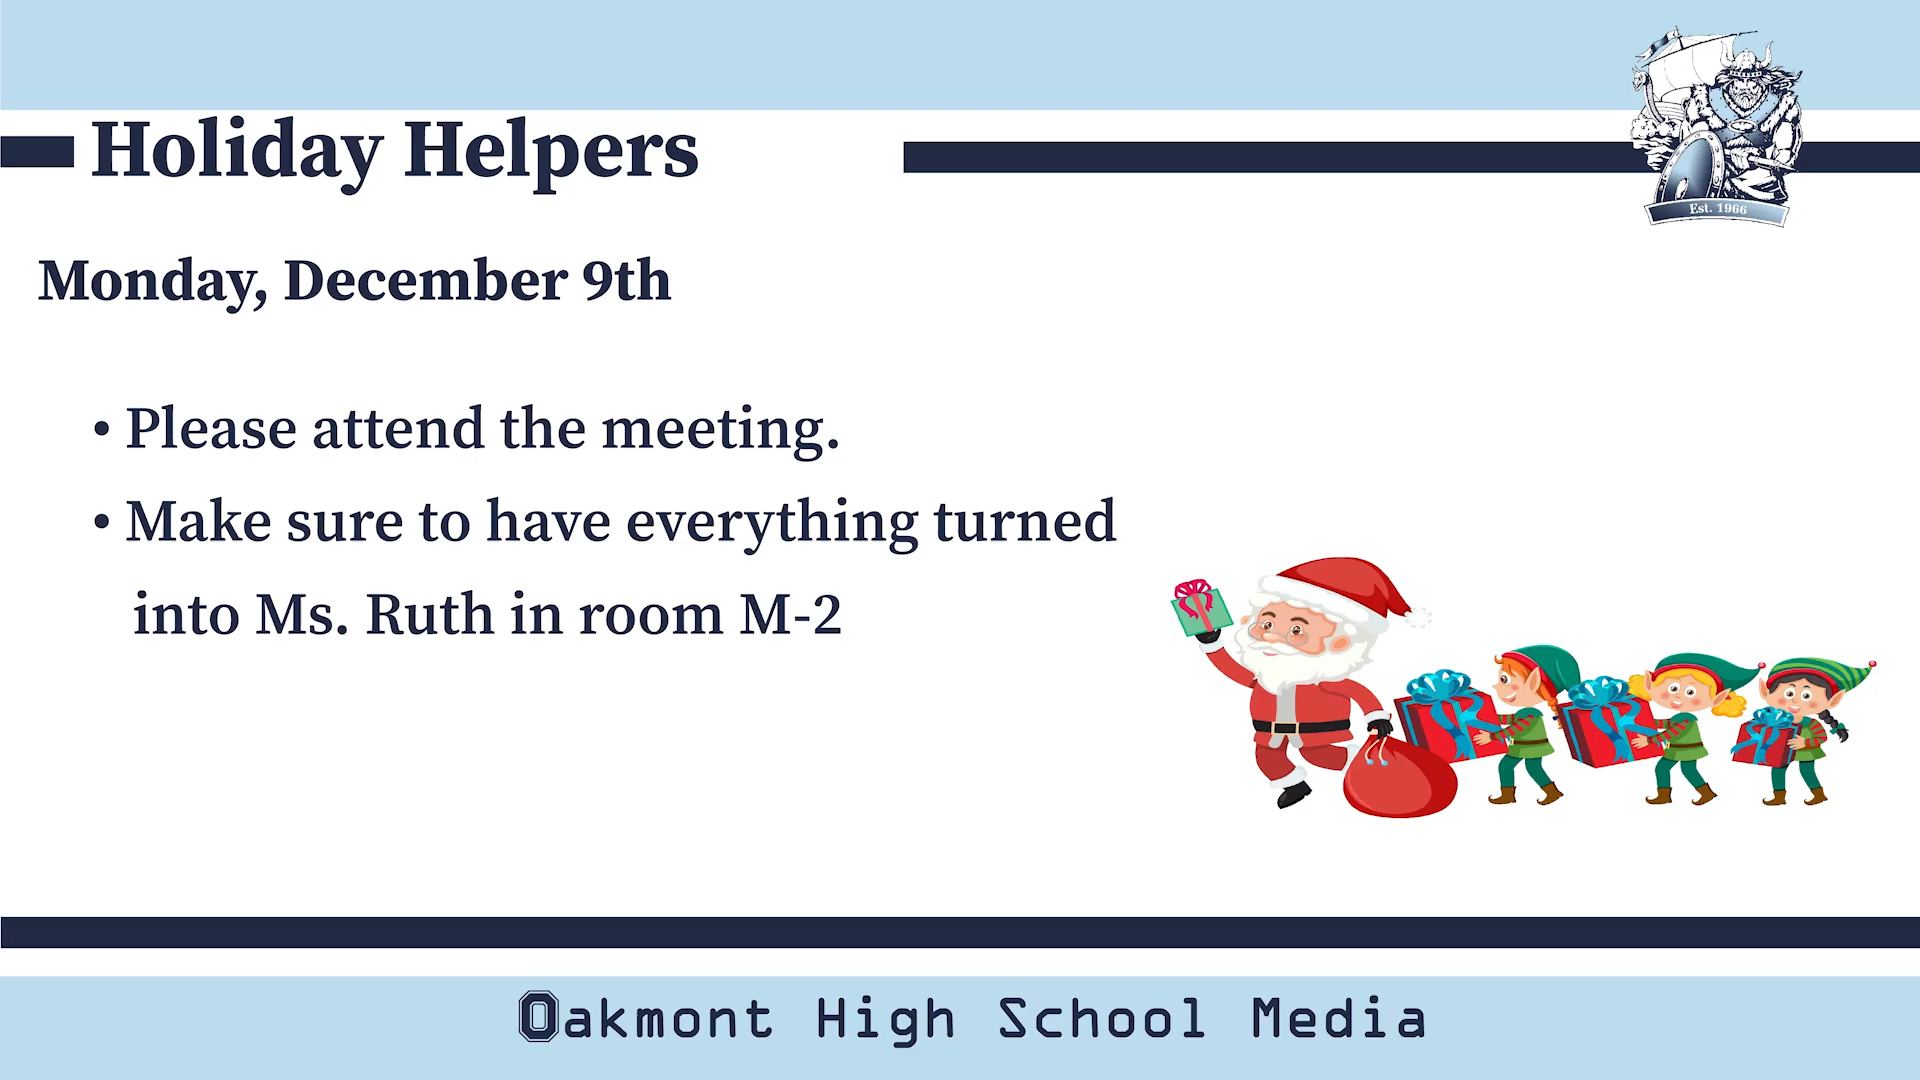 Holiday Helpers
Est. 1966
Monday, December 9th
• Please attend the meeting.
• Make sure to have everything turned
into Ms. Ruth in room M-2
Oakmont High School Media